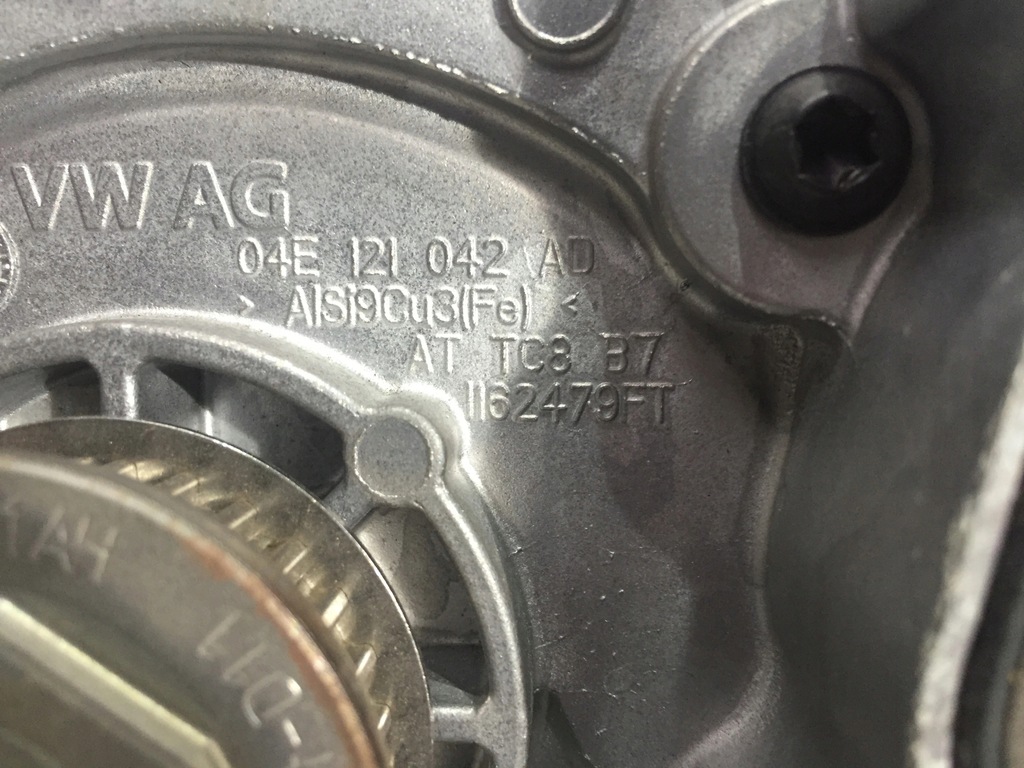 VW AG
04E 121 042 AD
> AlSi9Cu3(Fe) <
AT TC8 B7
1162479FT